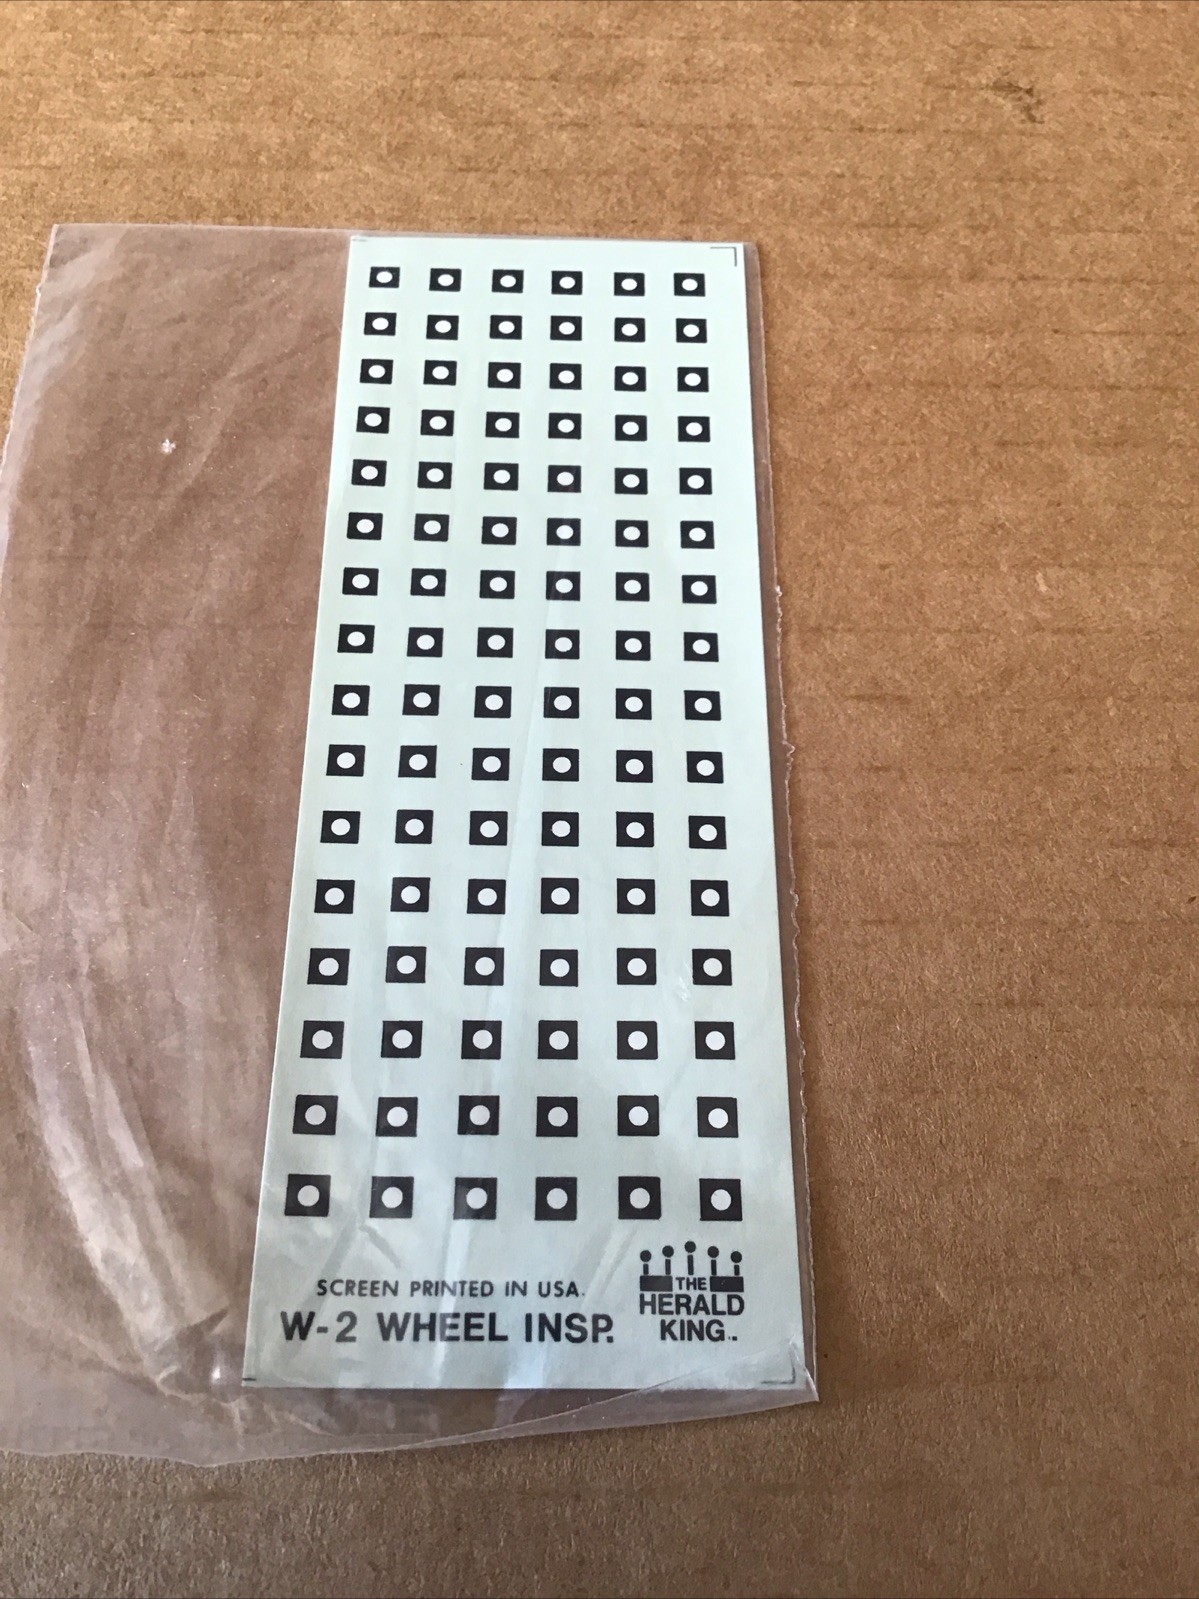 SCREEN PRINTED IN USA.
W-2 WHEEL INSP.
THE
HERALD
KING..